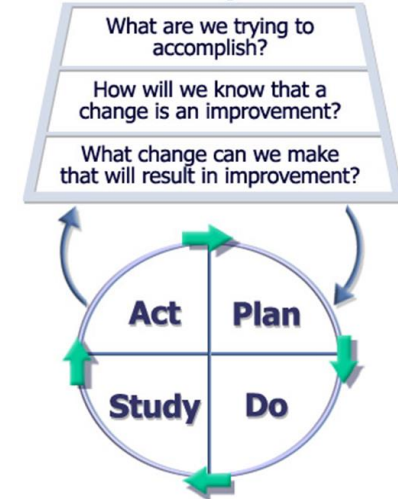 What are we trying to
accomplish?
How will we know that a
change is an improvement?
What change can we make
that will result in improvement?
Act
Plan
Study
Do